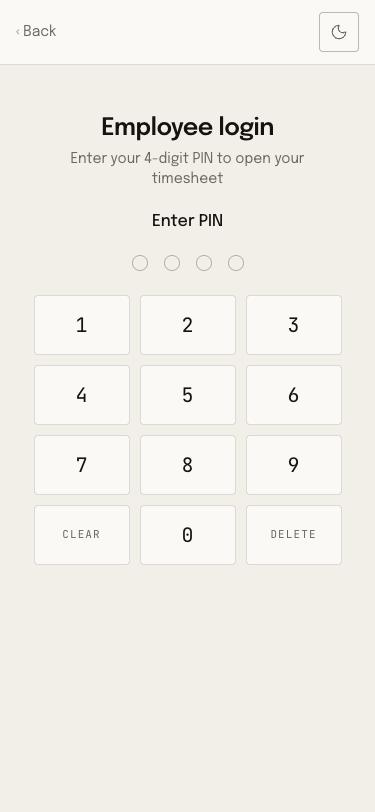 ‹ Back
Employee login
Enter your 4-digit PIN to open your
timesheet
Enter PIN
1 2 3
4 5 6
7 8 9
CLEAR 0 DELETE